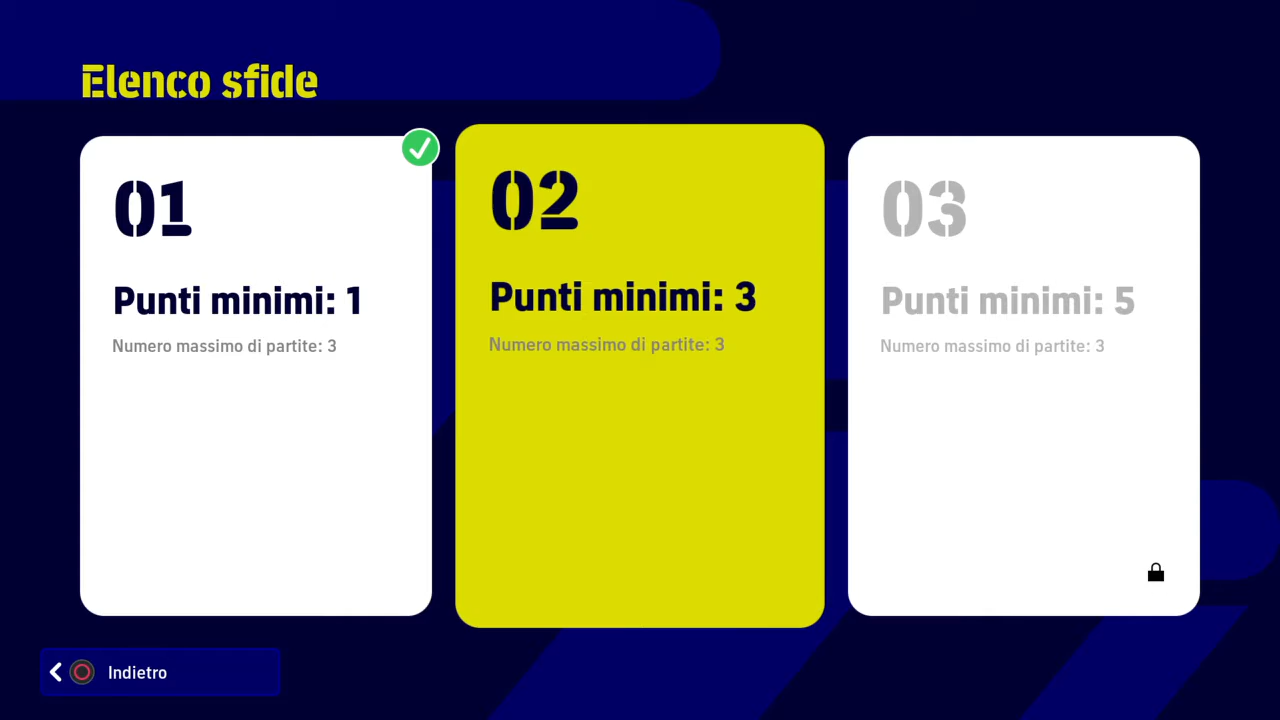 Elenco sfide
01
Punti minimi: 1
Numero massimo di partite: 3
02
Punti minimi: 3
Numero massimo di partite: 3
03
Punti minimi: 5
Numero massimo di partite: 3
Indietro